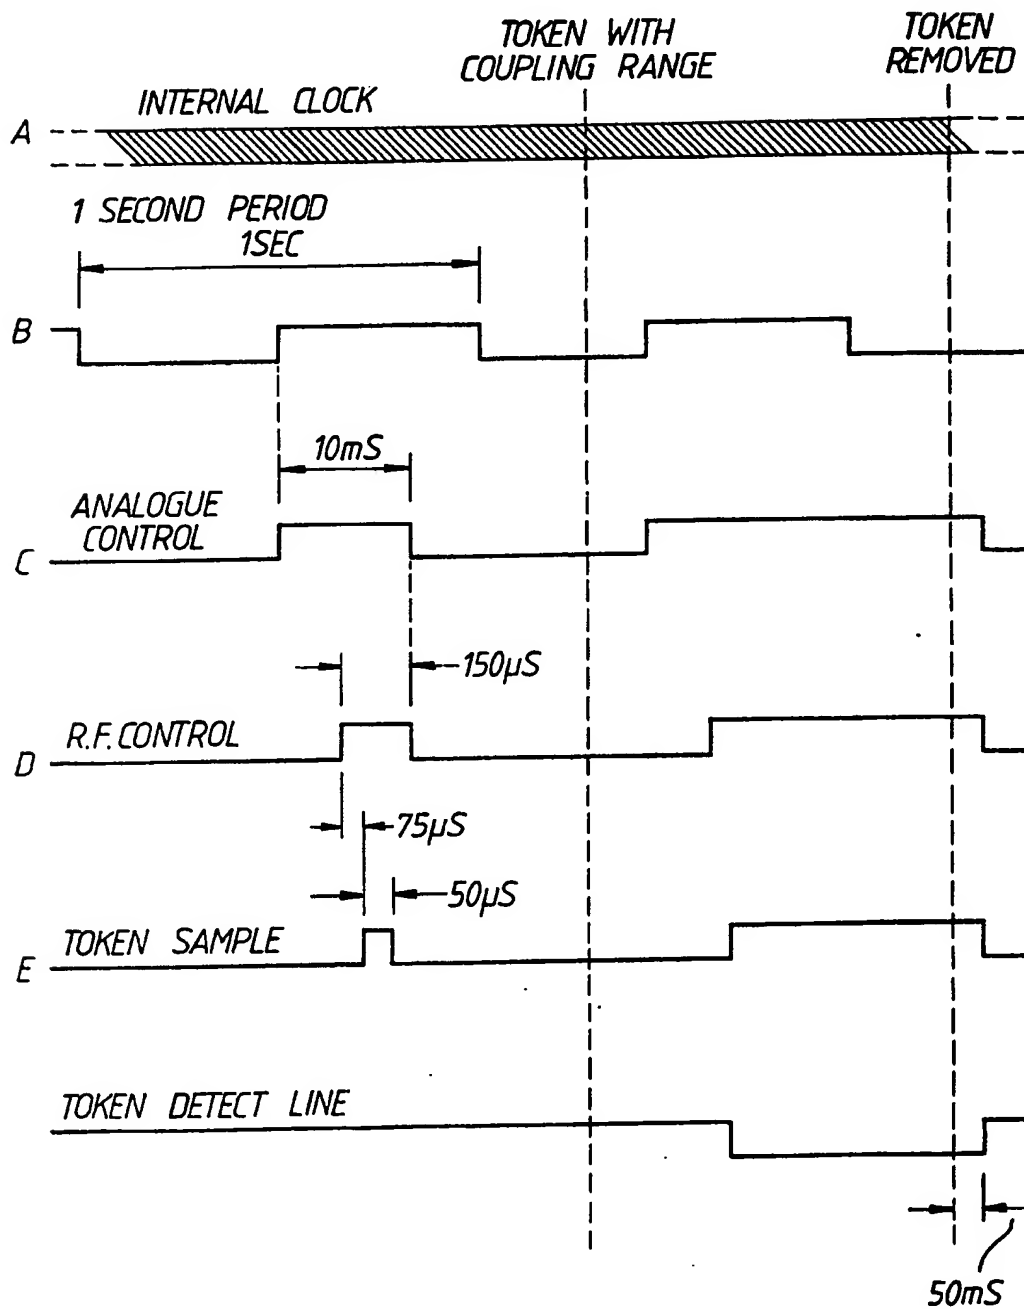 TOKEN WITH
COUPLING RANGE
TOKEN
REMOVED
INTERNAL CLOCK
A
1 SECOND PERIOD
1SEC
B
10mS
ANALOGUE
CONTROL
C
150µS
R.F. CONTROL
D
75µS
50µS
TOKEN SAMPLE
E
TOKEN DETECT LINE
50mS